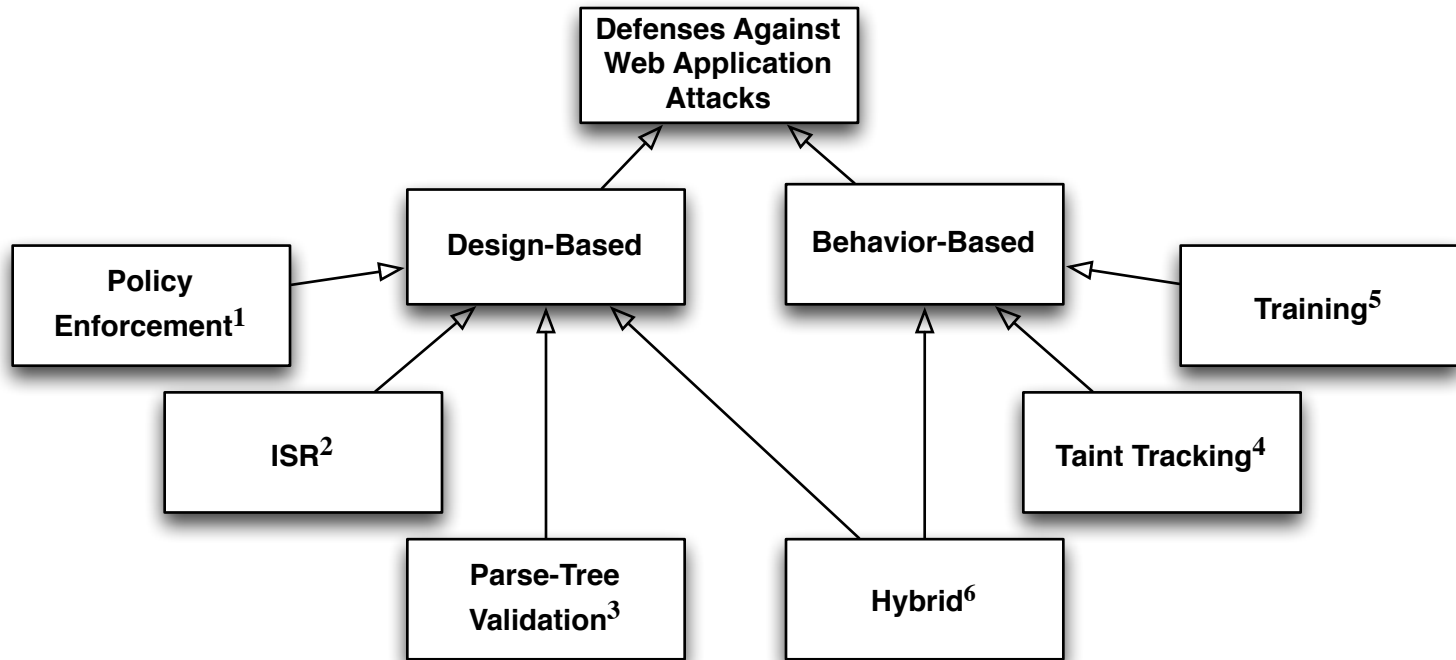 Defenses Against
Web Application
Attacks
Design-Based
Behavior-Based
Policy
Enforcement¹
Training⁵
ISR²
Taint Tracking⁴
Parse-Tree
Validation³
Hybrid⁶